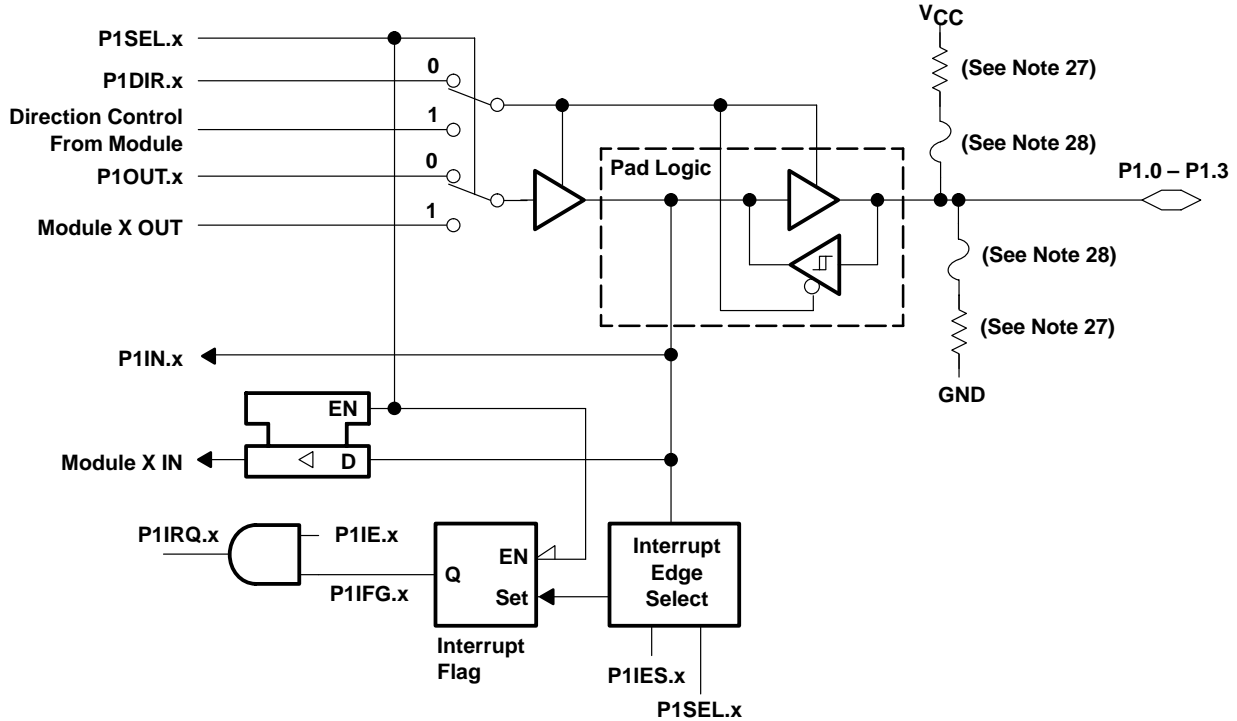 VCC
P1SEL.x
(See Note 27)
0
P1DIR.x
Direction Control
From Module
1
(See Note 28)
0
Pad Logic
P1.0 – P1.3
P1OUT.x
1
Module X OUT
(See Note 28)
(See Note 27)
P1IN.x
GND
EN
Module X IN
D
P1IRQ.x
P1IE.x
EN
Interrupt
Edge
Select
Q
P1IFG.x
Set
Interrupt
Flag
P1IES.x
P1SEL.x